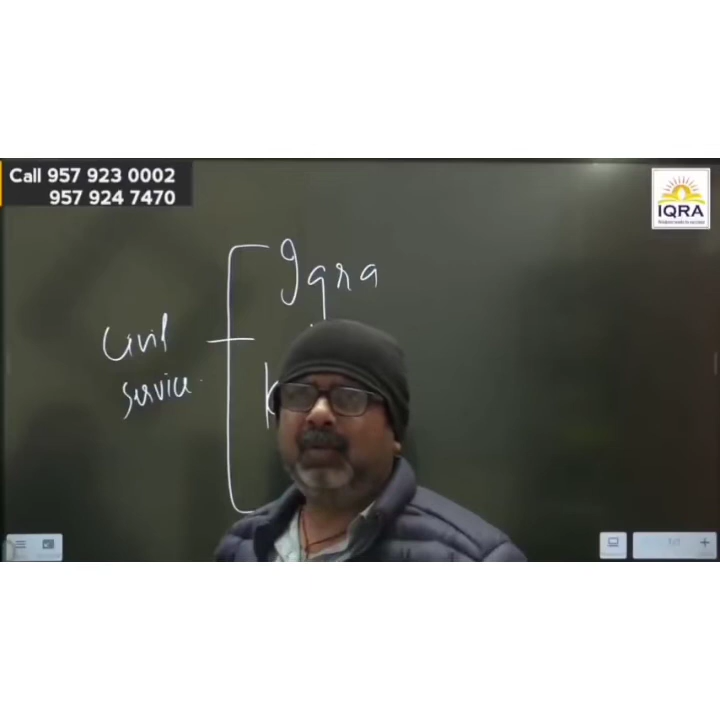 Call 957 923 0002
957 924 7470
IQRA
Iqra
Civil
Service.